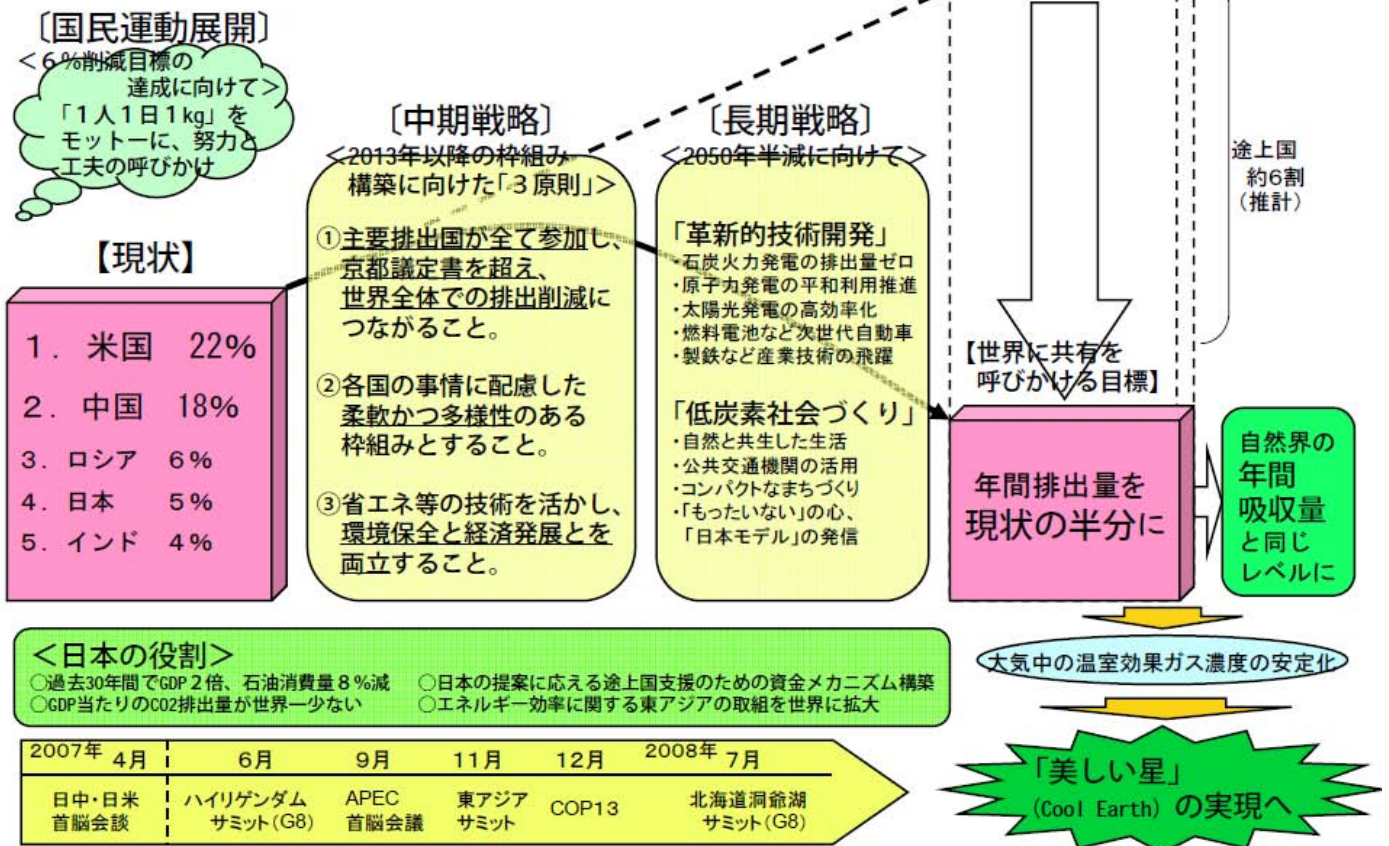 〔国民運動展開〕
<6%削減目標の
達成に向けて>
「1人1日1kg」を
モットーに、努力と
工夫の呼びかけ
【現状】
1. 米国 22%
2. 中国 18%
3. ロシア 6%
4. 日本 5%
5. インド 4%
〔中期戦略〕
<2013年以降の枠組み
構築に向けた「3原則」>
①主要排出国が全て参加し、
京都議定書を超え、
世界全体での排出削減に
つながること。
②各国の事情に配慮した
柔軟かつ多様性のある
枠組みとすること。
③省エネ等の技術を活かし、
環境保全と経済発展とを
両立すること。
〔長期戦略〕
<2050年半減に向けて>
「革新的技術開発」
・石炭火力発電の排出量ゼロ
・原子力発電の平和利用推進
・太陽光発電の高効率化
・燃料電池など次世代自動車
・製鉄など産業技術の飛躍
「低炭素社会づくり」
・自然と共生した生活
・公共交通機関の活用
・コンパクトなまちづくり
・「もったいない」の心、
「日本モデル」の発信
途上国
約6割
(推計)
【世界に共有を
呼びかける目標】
年間排出量を
現状の半分に
自然界の
年間
吸収量
と同じ
レベルに
大気中の温室効果ガス濃度の安定化
「美しい星」
(Cool Earth) の実現へ
<日本の役割>
○過去30年間でGDP2倍、石油消費量8%減 ○日本の提案に応える途上国支援のための資金メカニズム構築
○GDP当たりのCO2排出量が世界一少ない ○エネルギー効率に関する東アジアの取組を世界に拡大
2007年 4月 6月 9月 11月 12月 2008年 7月
日中・日米 ハイリゲンダム APEC 東アジア COP13 北海道洞爺湖
首脳会談 サミット(G8) 首脳会議 サミット サミット(G8)